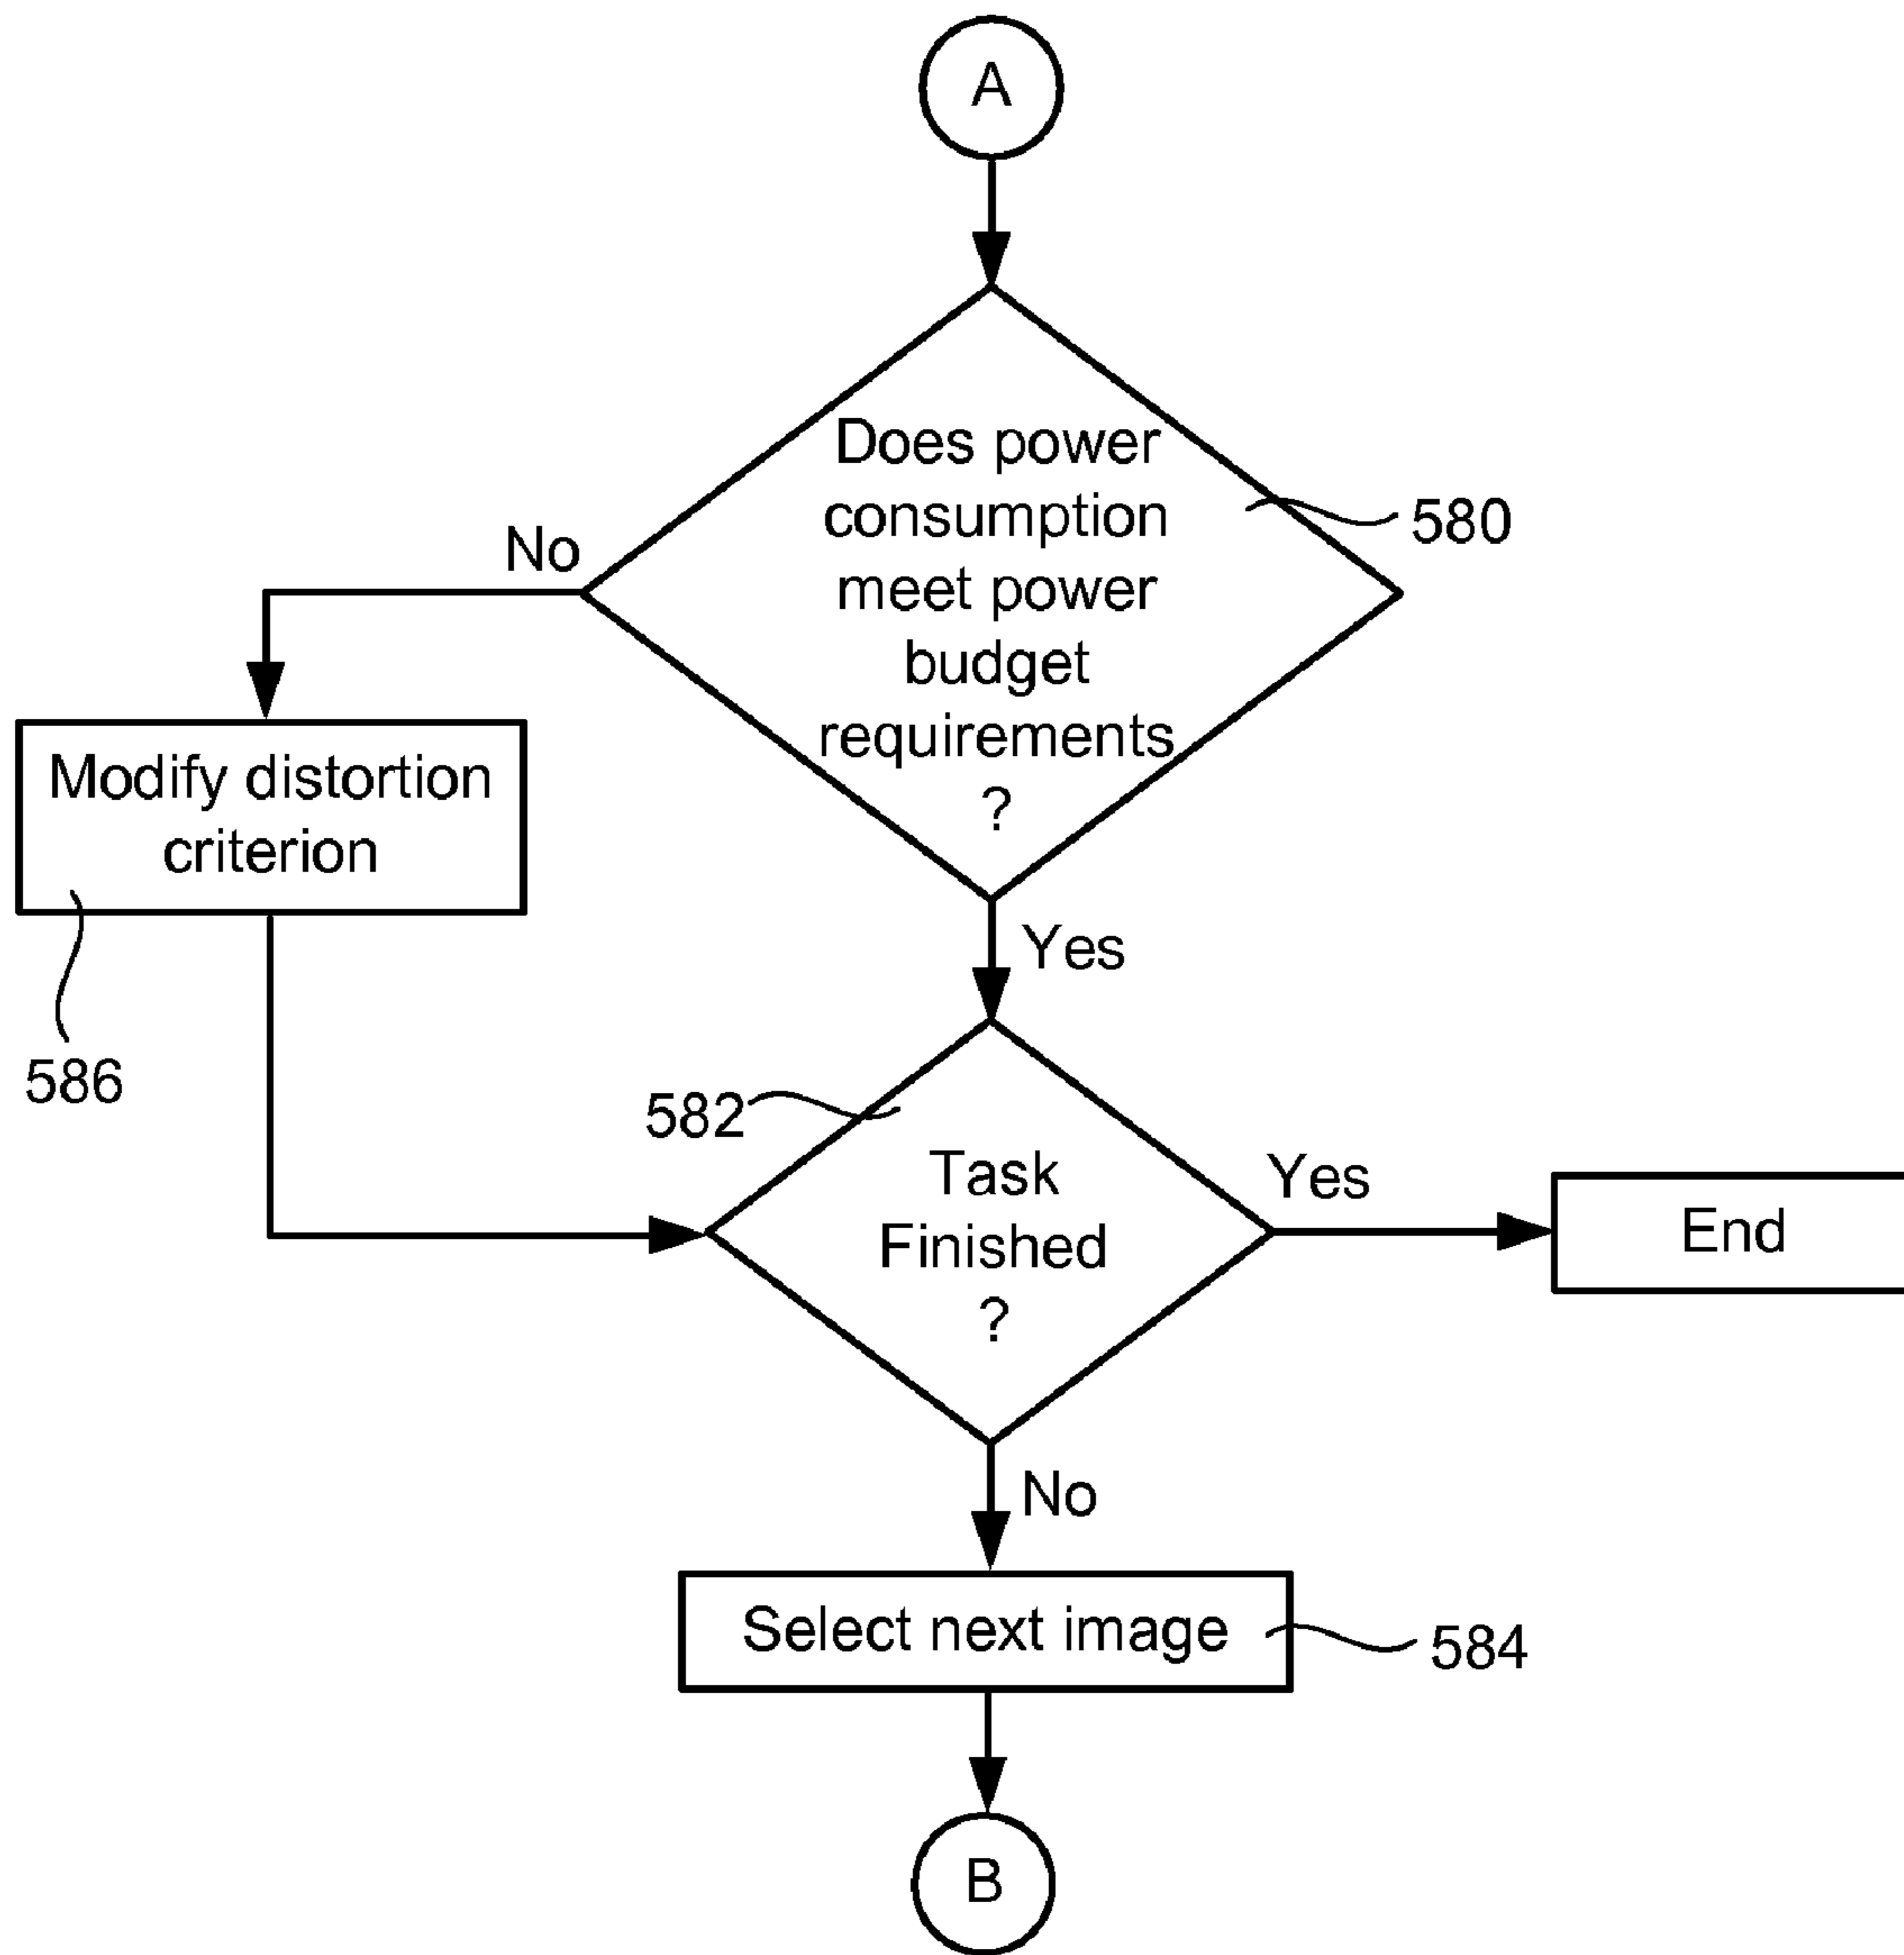 A
Does power
consumption
meet power
budget
requirements
?
580
No
Modify distortion
criterion
586
Yes
582
Task
Finished
?
Yes
End
No
Select next image
584
B